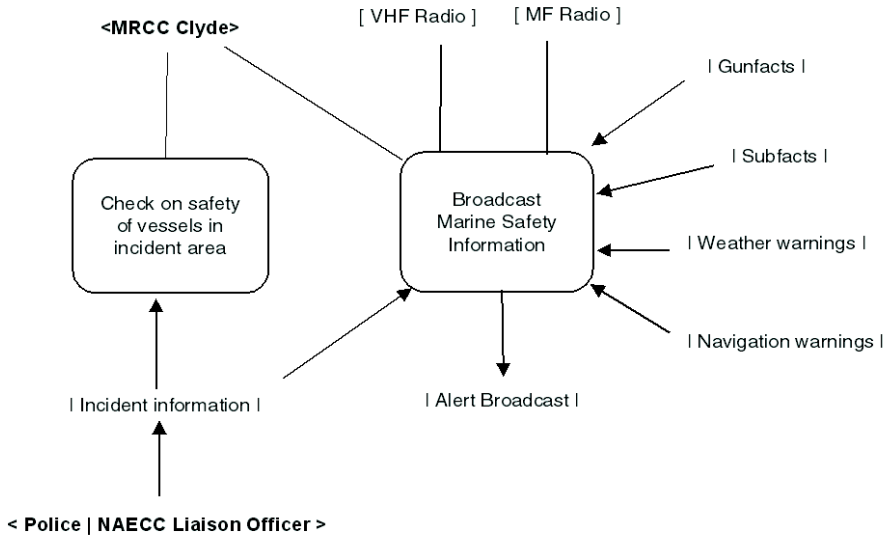 <MRCC Clyde>
[ VHF Radio ]
[ MF Radio ]
| Gunfacts |
| Subfacts |
| Weather warnings |
| Navigation warnings |
Check on safety
of vessels in
incident area
Broadcast
Marine Safety
Information
| Incident information |
| Alert Broadcast |
< Police | NAECC Liaison Officer >